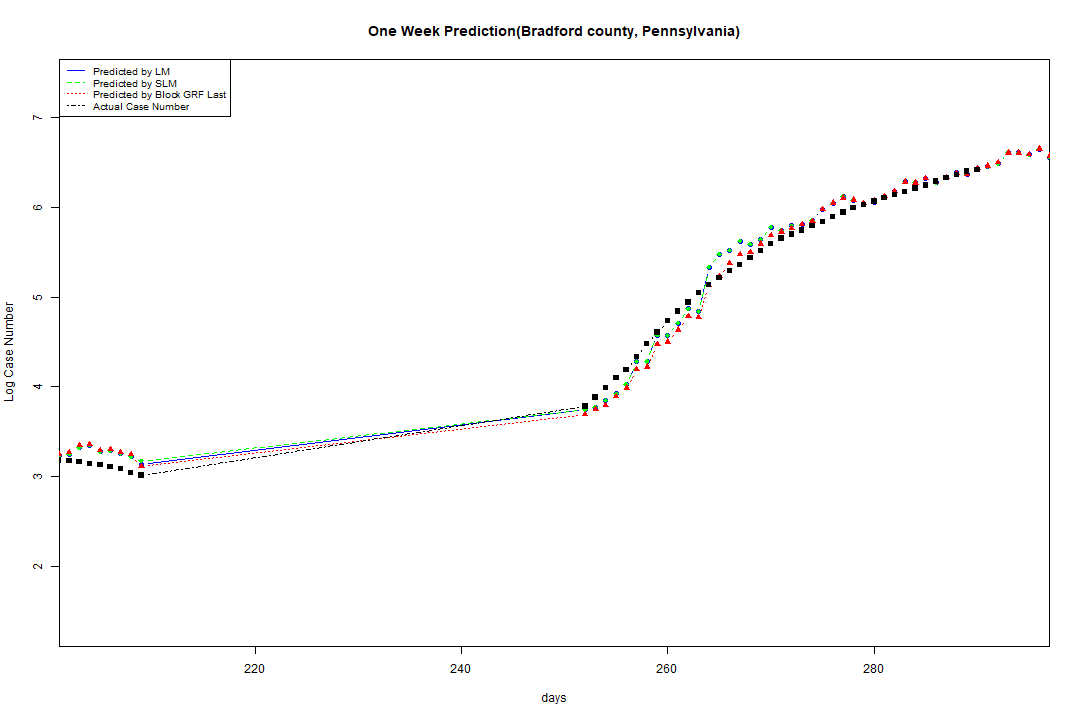 One Week Prediction(Bradford county, Pennsylvania)
Predicted by LM
Predicted by SLM
Predicted by Block GRF Last
Actual Case Number
7
6
5
4
3
2
Log Case Number
220 240 260 280
days